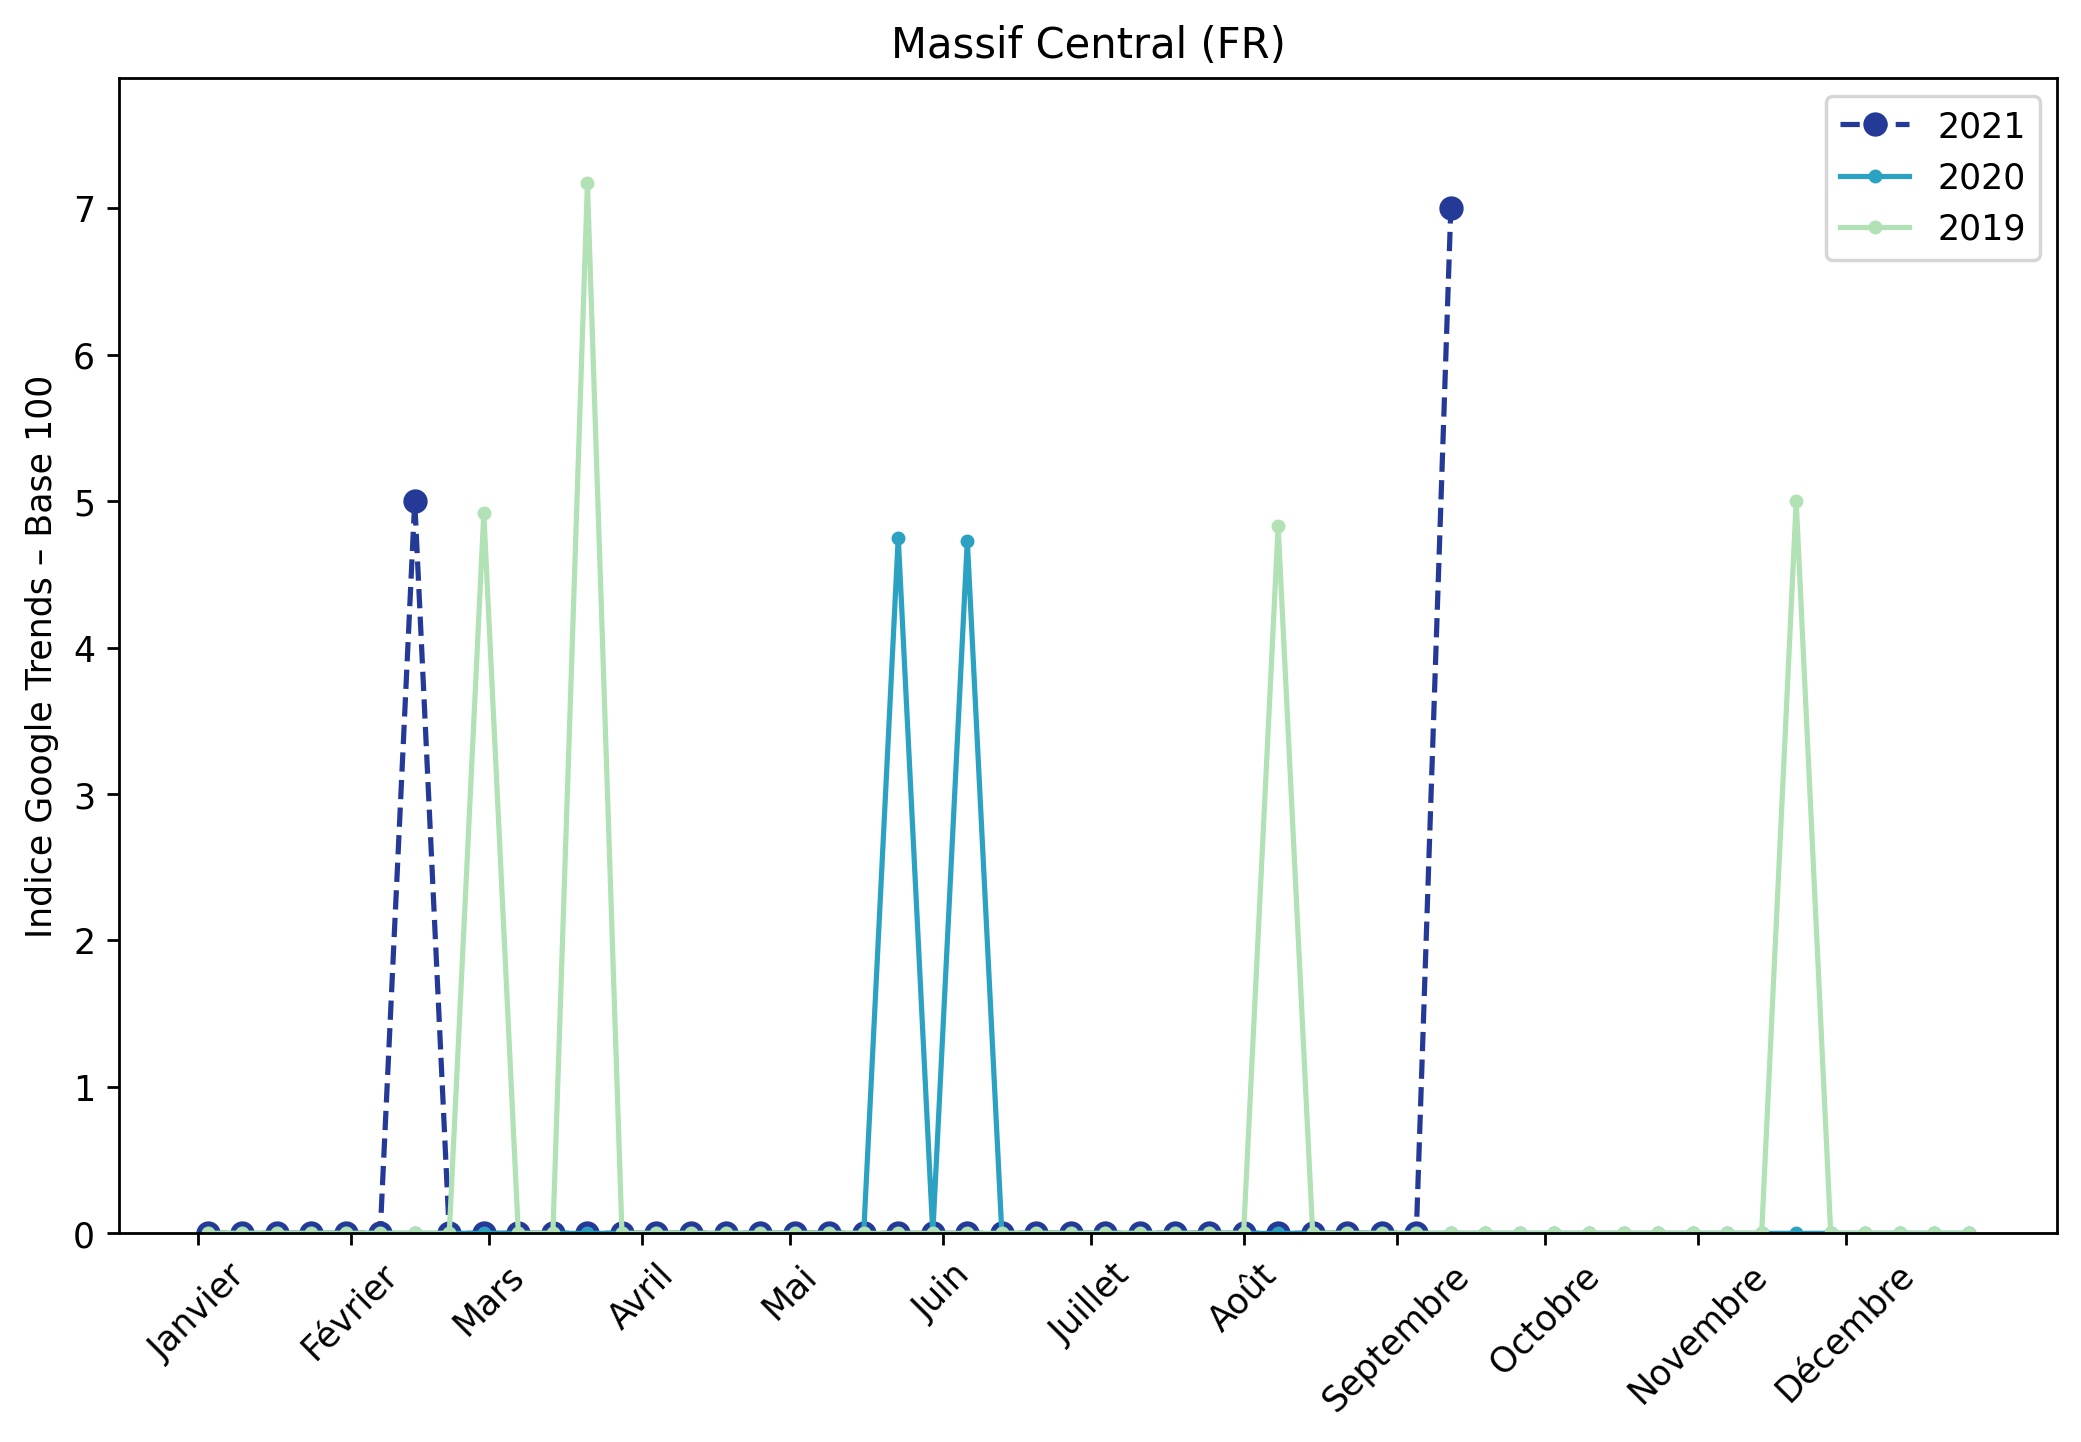 Massif Central (FR)
2021
2020
2019
Indice Google Trends – Base 100
7
6
5
4
3
2
1
0
Janvier
Février
Mars
Avril
Mai
Juin
Juillet
Août
Septembre
Octobre
Novembre
Décembre